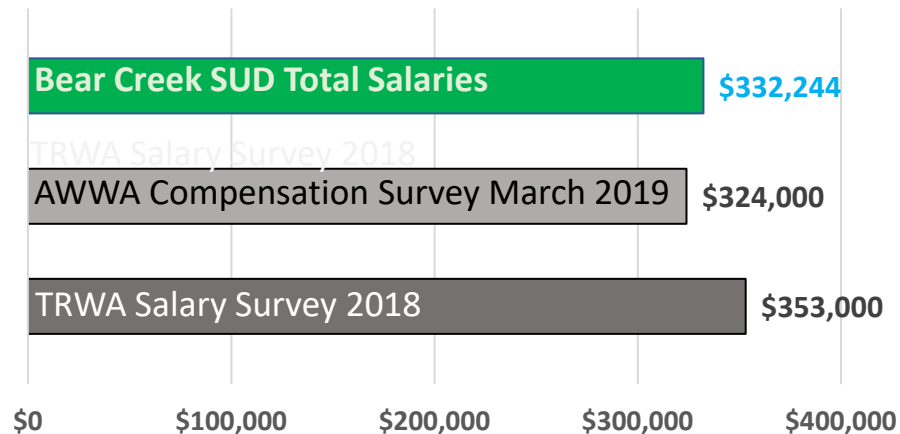 Bear Creek SUD Total Salaries $332,244
TRWA Salary Survey 2018
AWWA Compensation Survey March 2019 $324,000
TRWA Salary Survey 2018 $353,000
$0 $100,000 $200,000 $300,000 $400,000